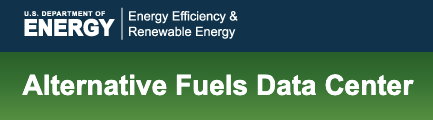 U.S. DEPARTMENT OF
ENERGY
Energy Efficiency &
Renewable Energy
Alternative Fuels Data Center